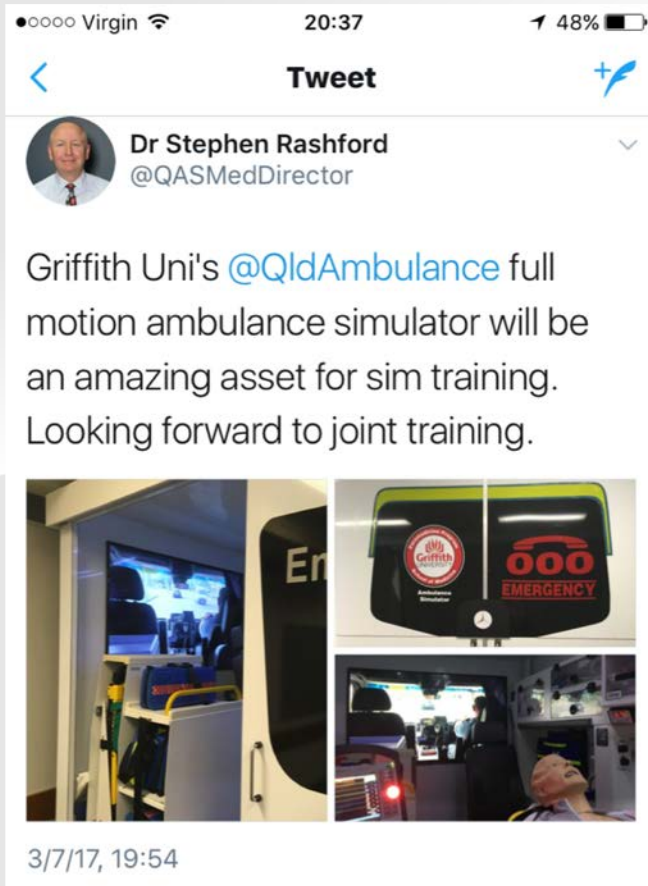 Virgin 20:37 48%
Tweet
Dr Stephen Rashford
@QASMedDirector
Griffith Uni's @QldAmbulance full
motion ambulance simulator will be
an amazing asset for sim training.
Looking forward to joint training.
En
Griffith
UNIVERSITY
Ambulance
Simulator
000
EMERGENCY
3/7/17, 19:54